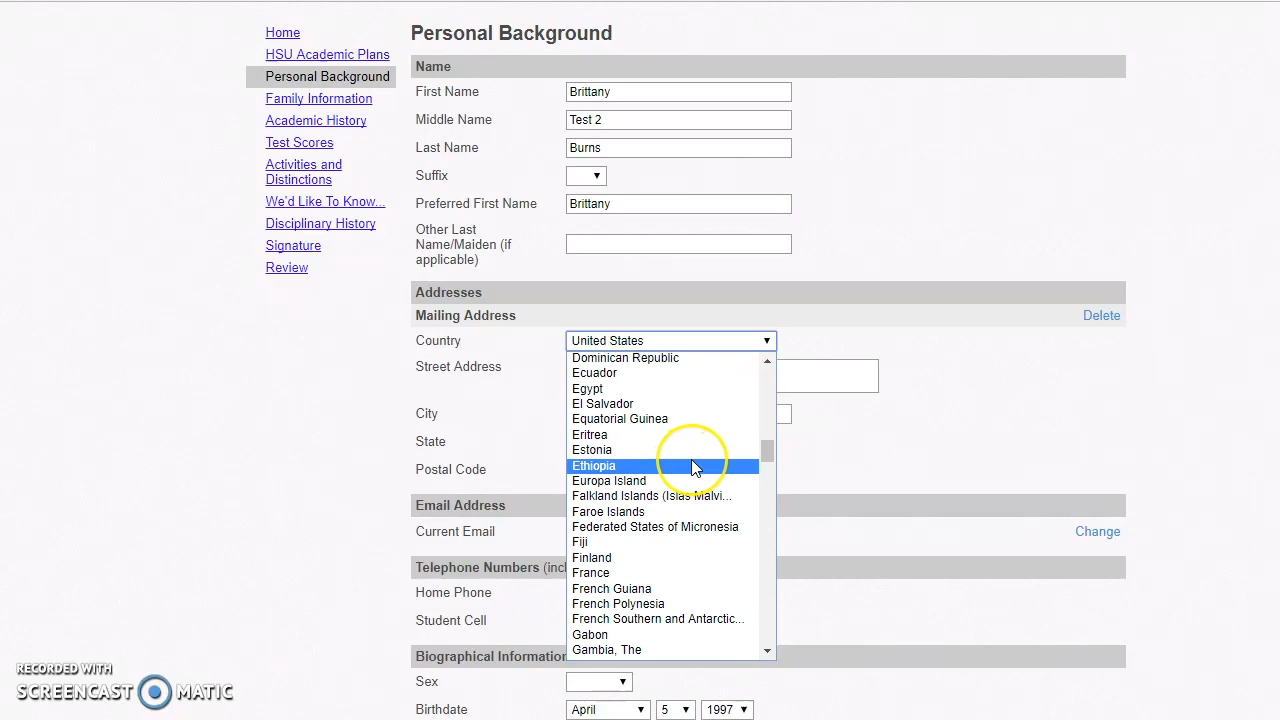 Home
HSU Academic Plans
Personal Background
Family Information
Academic History
Test Scores
Activities and
Distinctions
We'd Like To Know...
Disciplinary History
Signature
Review
Personal Background
Name
First Name Brittany
Middle Name Test 2
Last Name Burns
Suffix
Preferred First Name Brittany
Other Last
Name/Maiden (if
applicable)
Addresses
Mailing Address Delete
Country United States
Street Address
City
State
Postal Code
Dominican Republic
Ecuador
Egypt
El Salvador
Equatorial Guinea
Eritrea
Estonia
Ethiopia
Europa Island
Falkland Islands (Islas Malvi...
Faroe Islands
Federated States of Micronesia
Fiji
Finland
France
French Guiana
French Polynesia
French Southern and Antarctic...
Gabon
Gambia, The
Email Address
Current Email Change
Telephone Numbers (incl
Home Phone
Student Cell
Biographical Information
Sex
Birthdate April 5 1997
RECORDED WITH
SCREENCAST MATIC